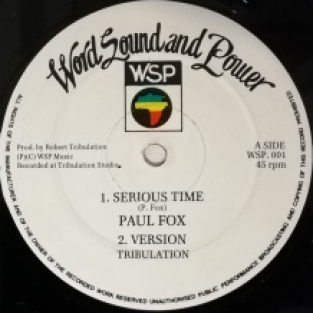 Word Sound and Power
WSP
Prod. by Robert Tribulation
(P)(C) WSP Music
Recorded at Tribulation Studio
A SIDE
WSP. 001
45 rpm
1. SERIOUS TIME
(P. Fox)
PAUL FOX
2. VERSION
TRIBULATION
ALL RIGHTS OF THE MANUFACTURER AND OF THE OWNER OF THE RECORDED WORK RESERVED UNAUTHORISED PUBLIC PERFORMANCE BROADCASTING AND COPYING OF THIS RECORD PROHIBITED